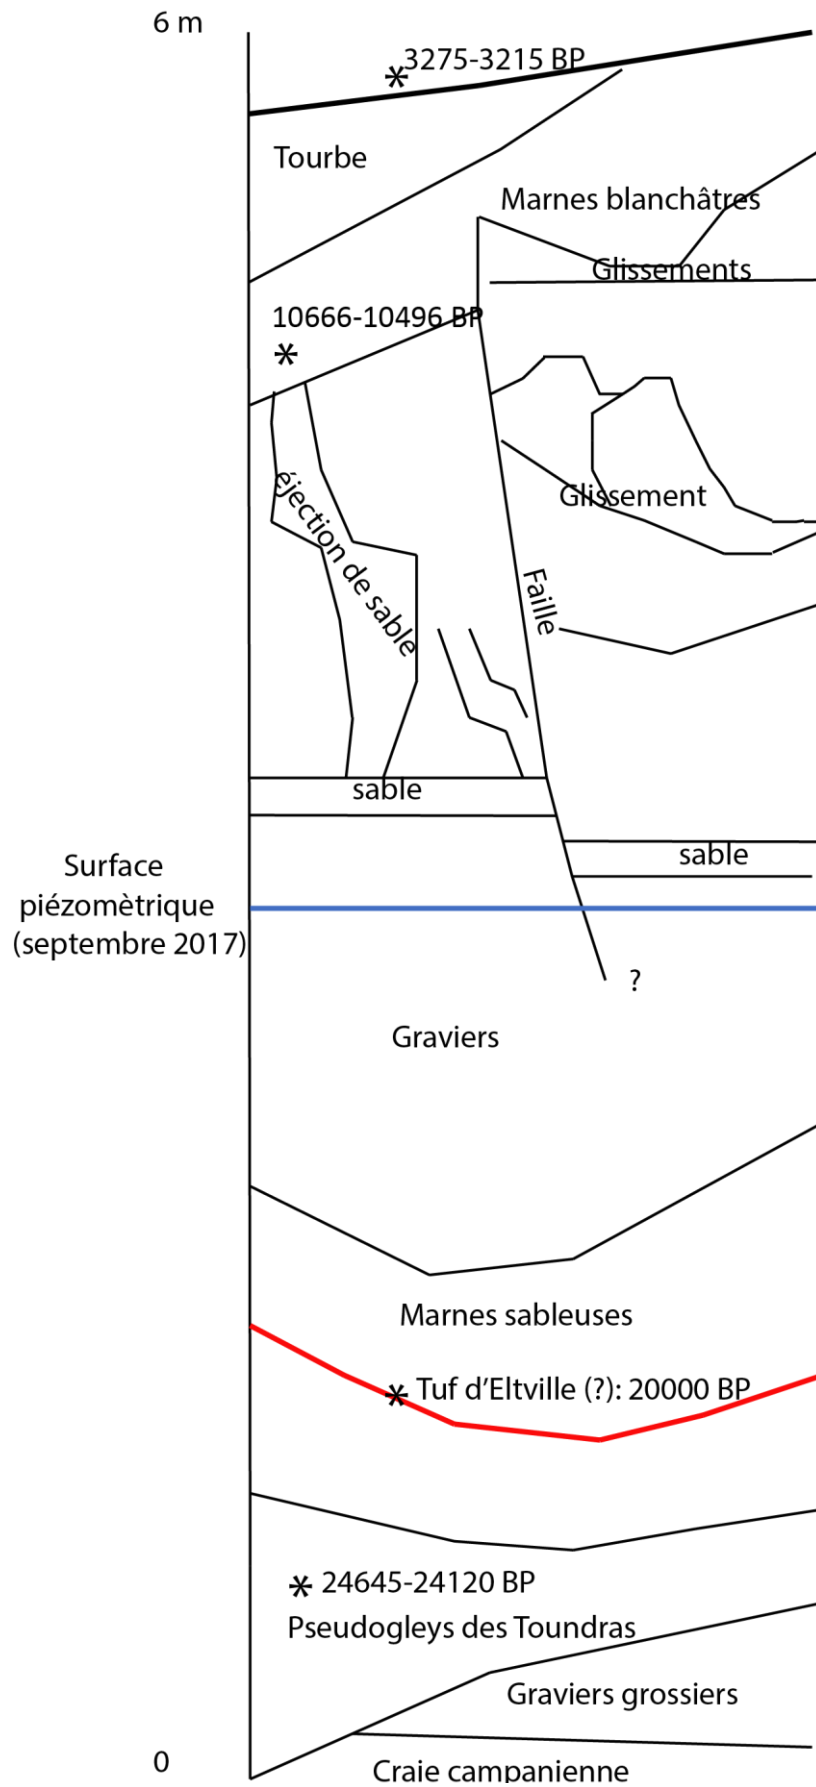 6 m
3275-3215 BP
Tourbe
Marnes blanchâtres
Glissements
10666-10496 BP
éjection de sable
Glissement
Faille
sable
sable
Surface
piézomètrique
(septembre 2017)
?
Graviers
Marnes sableuses
Tuf d'Eltville (?): 20000 BP
24645-24120 BP
Pseudogleys des Toundras
Graviers grossiers
0
Craie campanienne